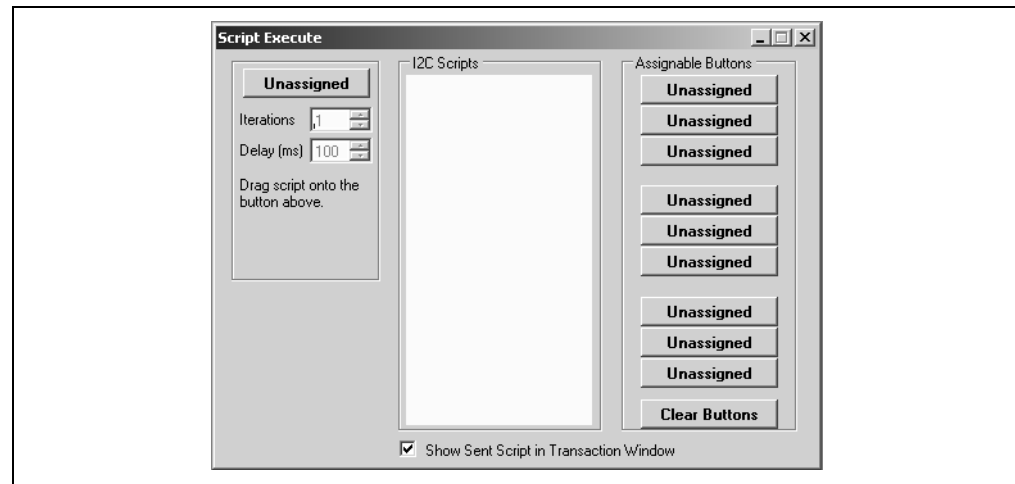 Script Execute
Unassigned
Iterations 1
Delay (ms) 100
Drag script onto the
button above.
I2C Scripts
Assignable Buttons
Unassigned
Unassigned
Unassigned
Unassigned
Unassigned
Unassigned
Unassigned
Unassigned
Unassigned
Clear Buttons
Show Sent Script in Transaction Window